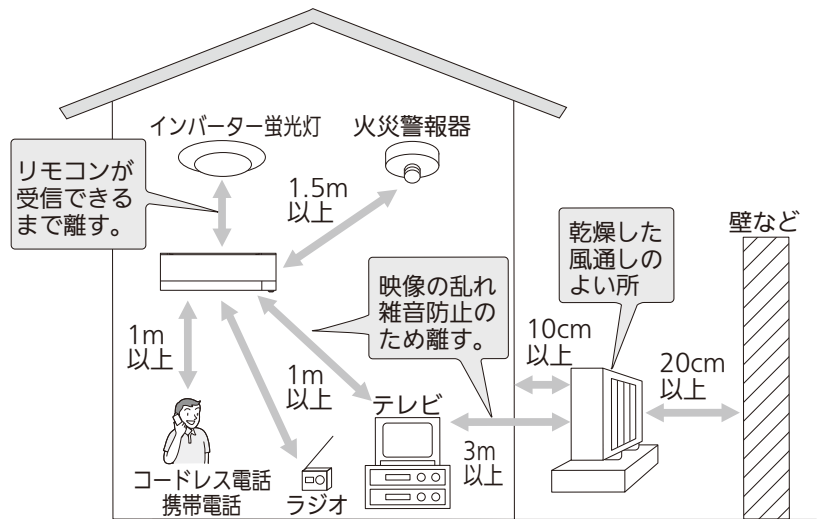 インバーター蛍光灯
火災警報器
リモコンが
受信できる
まで離す。
1.5m
以上
壁など
乾燥した
風通しの
よい所
映像の乱れ
雑音防止の
ため離す。
1m
以上
10cm
以上
20cm
以上
1m
以上
テレビ
3m
以上
コードレス電話
携帯電話
ラジオ